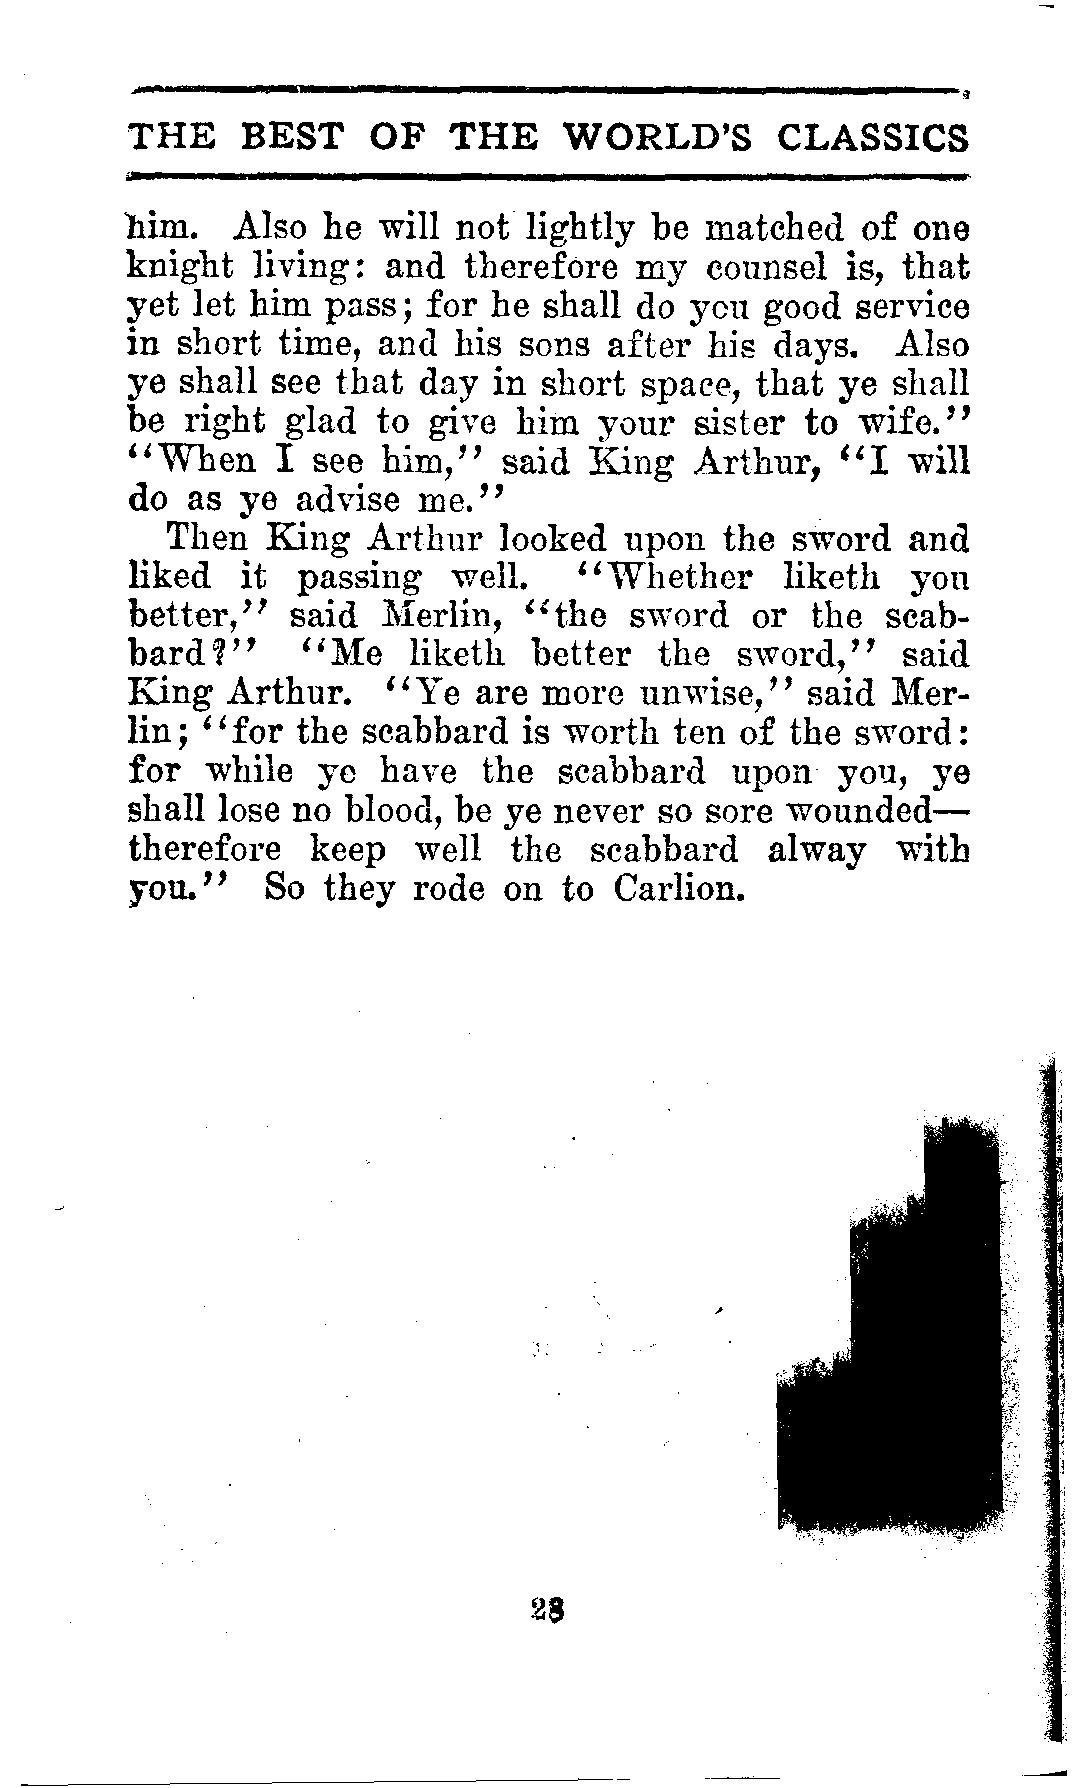 THE BEST OF THE WORLD'S CLASSICS
him. Also he will not lightly be matched of one
knight living: and therefore my counsel is, that
yet let him pass; for he shall do you good service
in short time, and his sons after his days. Also
ye shall see that day in short space, that ye shall
be right glad to give him your sister to wife."
"When I see him," said King Arthur, "I will
do as ye advise me."
Then King Arthur looked upon the sword and
liked it passing well. "Whether liketh you
better," said Merlin, "the sword or the scab-
bard?" "Me liketh better the sword," said
King Arthur. "Ye are more unwise," said Mer-
lin; "for the scabbard is worth ten of the sword:
for while ye have the scabbard upon you, ye
shall lose no blood, be ye never so sore wounded—
therefore keep well the scabbard alway with
you." So they rode on to Carlion.
28